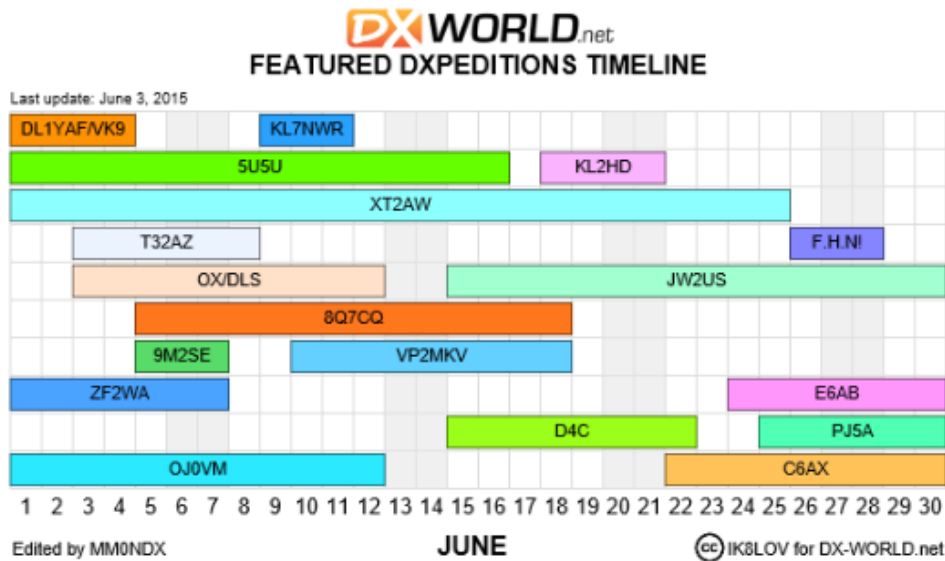 DX WORLD.net
FEATURED DXPEDITIONS TIMELINE
Last update: June 3, 2015
DL1YAF/VK9 KL7NWR
5U5U KL2HD
XT2AW
T32AZ F.H.N!
OX/DLS JW2US
8Q7CQ
9M2SE VP2MKV
ZF2WA E6AB
D4C PJ5A
OJ0VM C6AX
1 2 3 4 5 6 7 8 9 10 11 12 13 14 15 16 17 18 19 20 21 22 23 24 25 26 27 28 29 30
Edited by MM0NDX JUNE cc IK8LOV for DX-WORLD.net